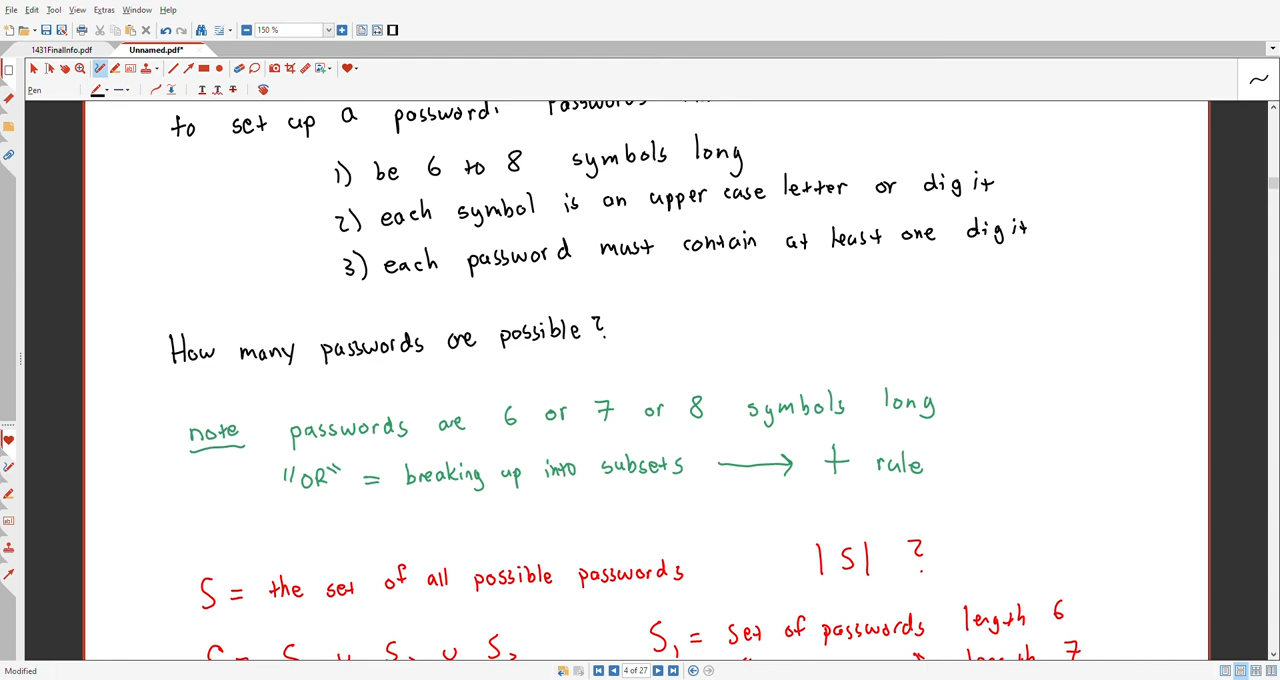 File Edit Tool View Extras Window Help
150 %
1431FinalInfo.pdf Unnamed.pdf*
Pen
to set up a password.
1) be 6 to 8 symbols long
2) each symbol is an upper case letter or digit
3) each password must contain at least one digit
How many passwords are possible?
note passwords are 6 or 7 or 8 symbols long
"OR" = breaking up into subsets → + rule
S = the set of all possible passwords |S| ?
S₁ = set of passwords length 6
length 7
Modified 4 of 27